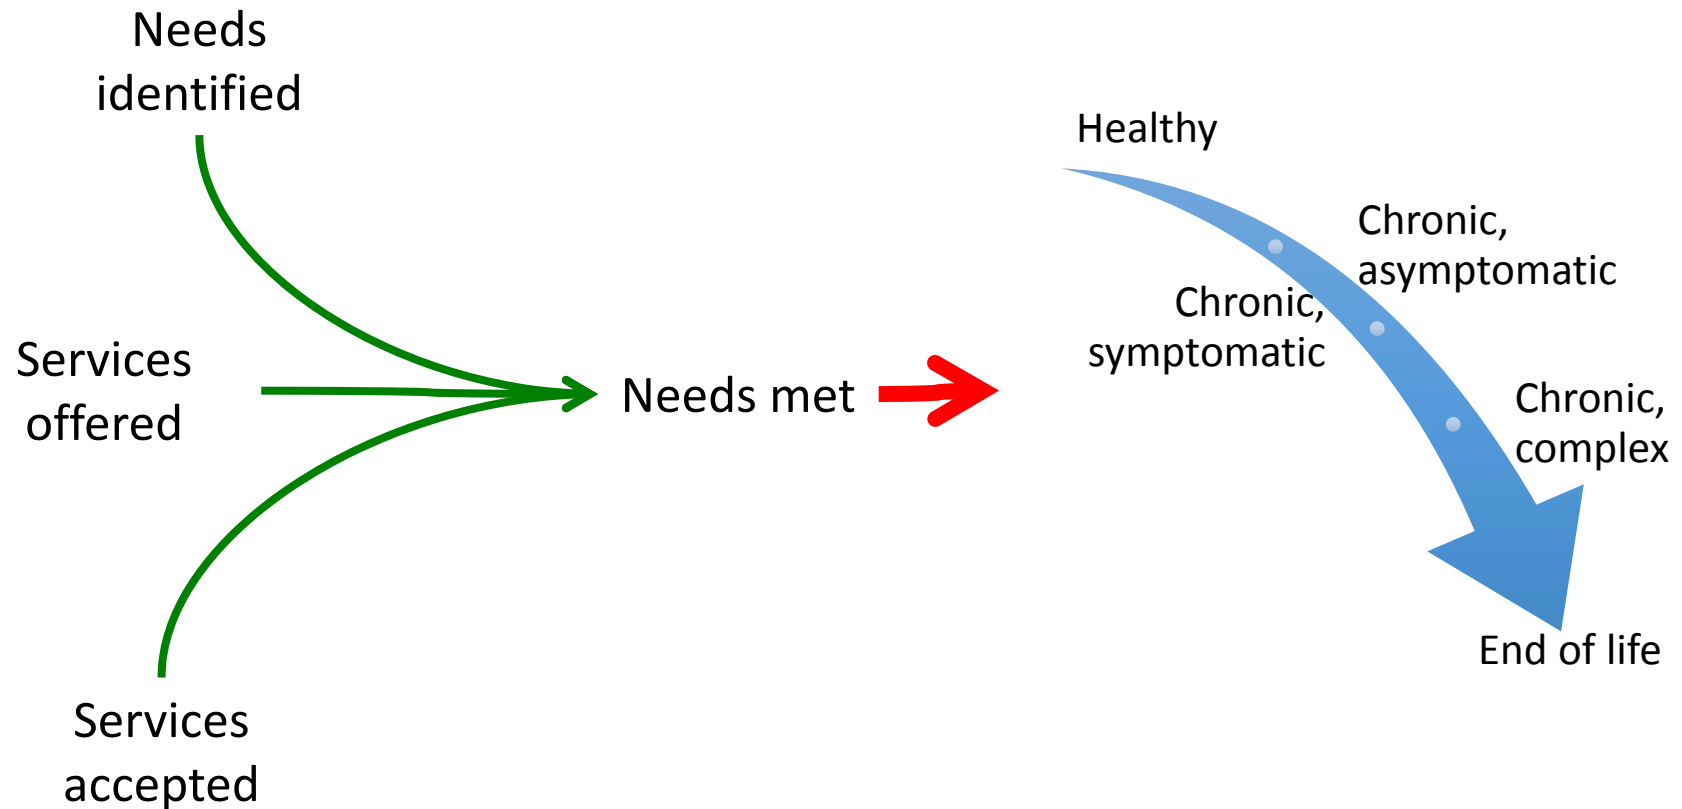 Needs
identified
Services
offered
Services
accepted
Needs met
Healthy
Chronic,
asymptomatic
Chronic,
symptomatic
Chronic,
complex
End of life